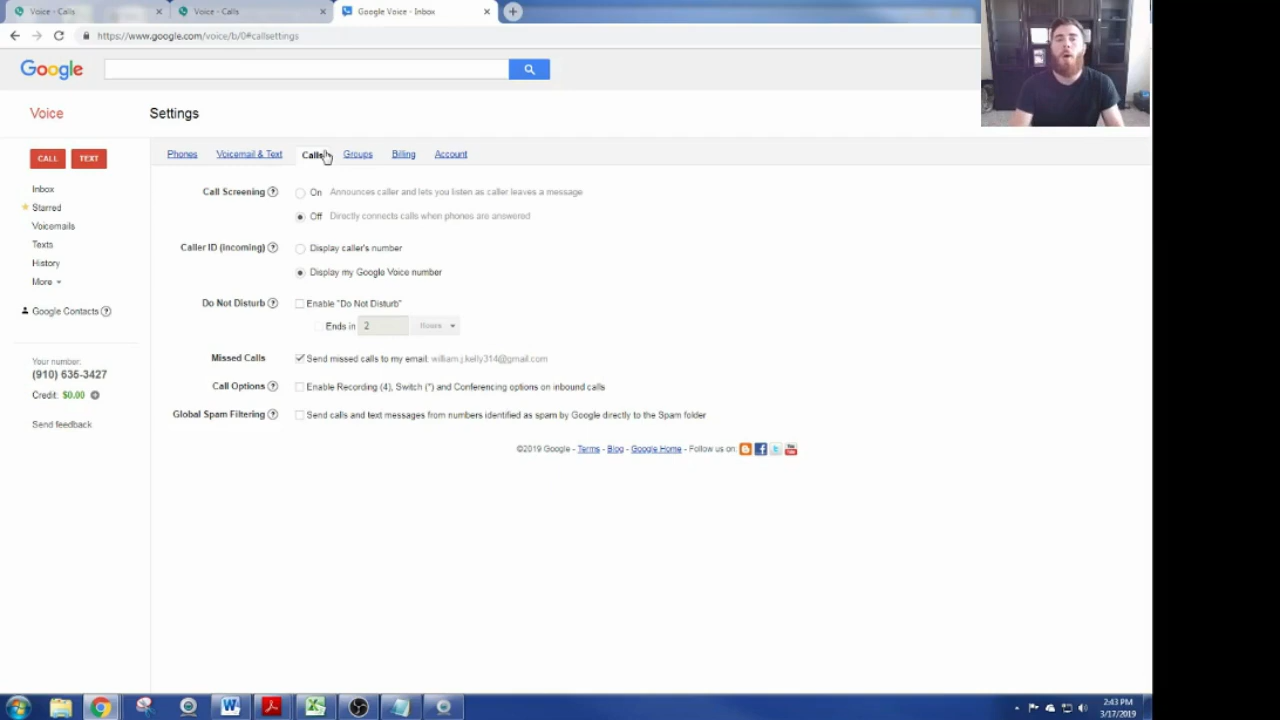 Voice - Calls
Voice - Calls
Google Voice - Inbox
https://www.google.com/voice/b/0#callsettings
Google
Voice
Settings
CALL TEXT
Phones Voicemail & Text Calls Groups Billing Account
Inbox
Starred
Voicemails
Texts
History
More
Google Contacts ?
Your number:
(910) 635-3427
Credit: $0.00
Send feedback
Call Screening ? On Announces caller and lets you listen as caller leaves a message
Off Directly connects calls when phones are answered
Caller ID (incoming) ? Display caller's number
Display my Google Voice number
Do Not Disturb ? Enable "Do Not Disturb"
Ends in 2 Hours
Missed Calls Send missed calls to my email: william.j.kelly314@gmail.com
Call Options ? Enable Recording (4), Switch (*) and Conferencing options on inbound calls
Global Spam Filtering ? Send calls and text messages from numbers identified as spam by Google directly to the Spam folder
©2019 Google - Terms - Blog - Google Home - Follow us on:
2:43 PM
3/17/2019